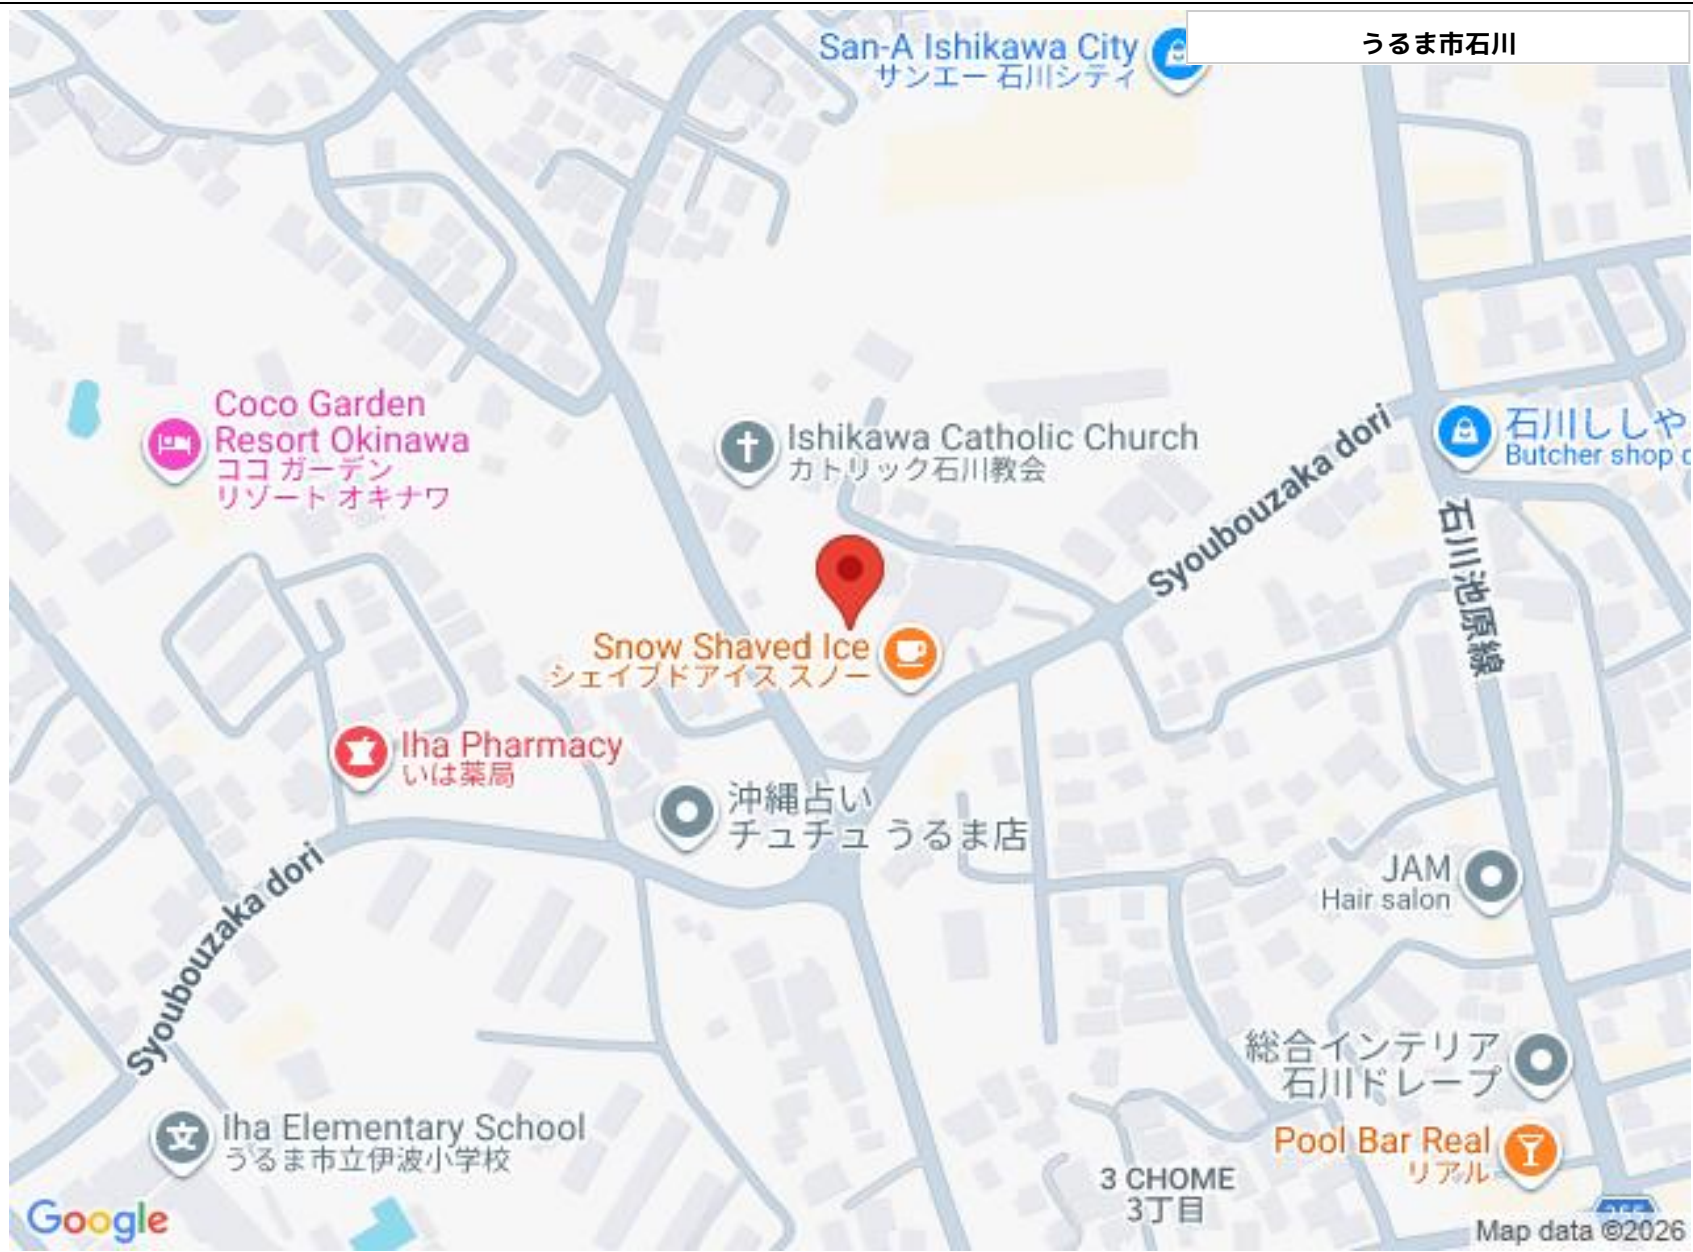 San-A Ishikawa City
サンエー 石川シティ
うるま市石川
Coco Garden
Resort Okinawa
ココ ガーデン
リゾート オキナワ
Ishikawa Catholic Church
カトリック石川教会
Syoubouzaka dori
石川ししや
Butcher shop
石川池原線
Snow Shaved Ice
シェイブドアイス スノー
Iha Pharmacy
いは薬局
沖縄占い
チュチュ うるま店
JAM
Hair salon
Syoubouzaka dori
総合インテリア
石川ドレープ
Iha Elementary School
うるま市立伊波小学校
Pool Bar Real
リアル
3 CHOME
3丁目
Google
Map data ©2026